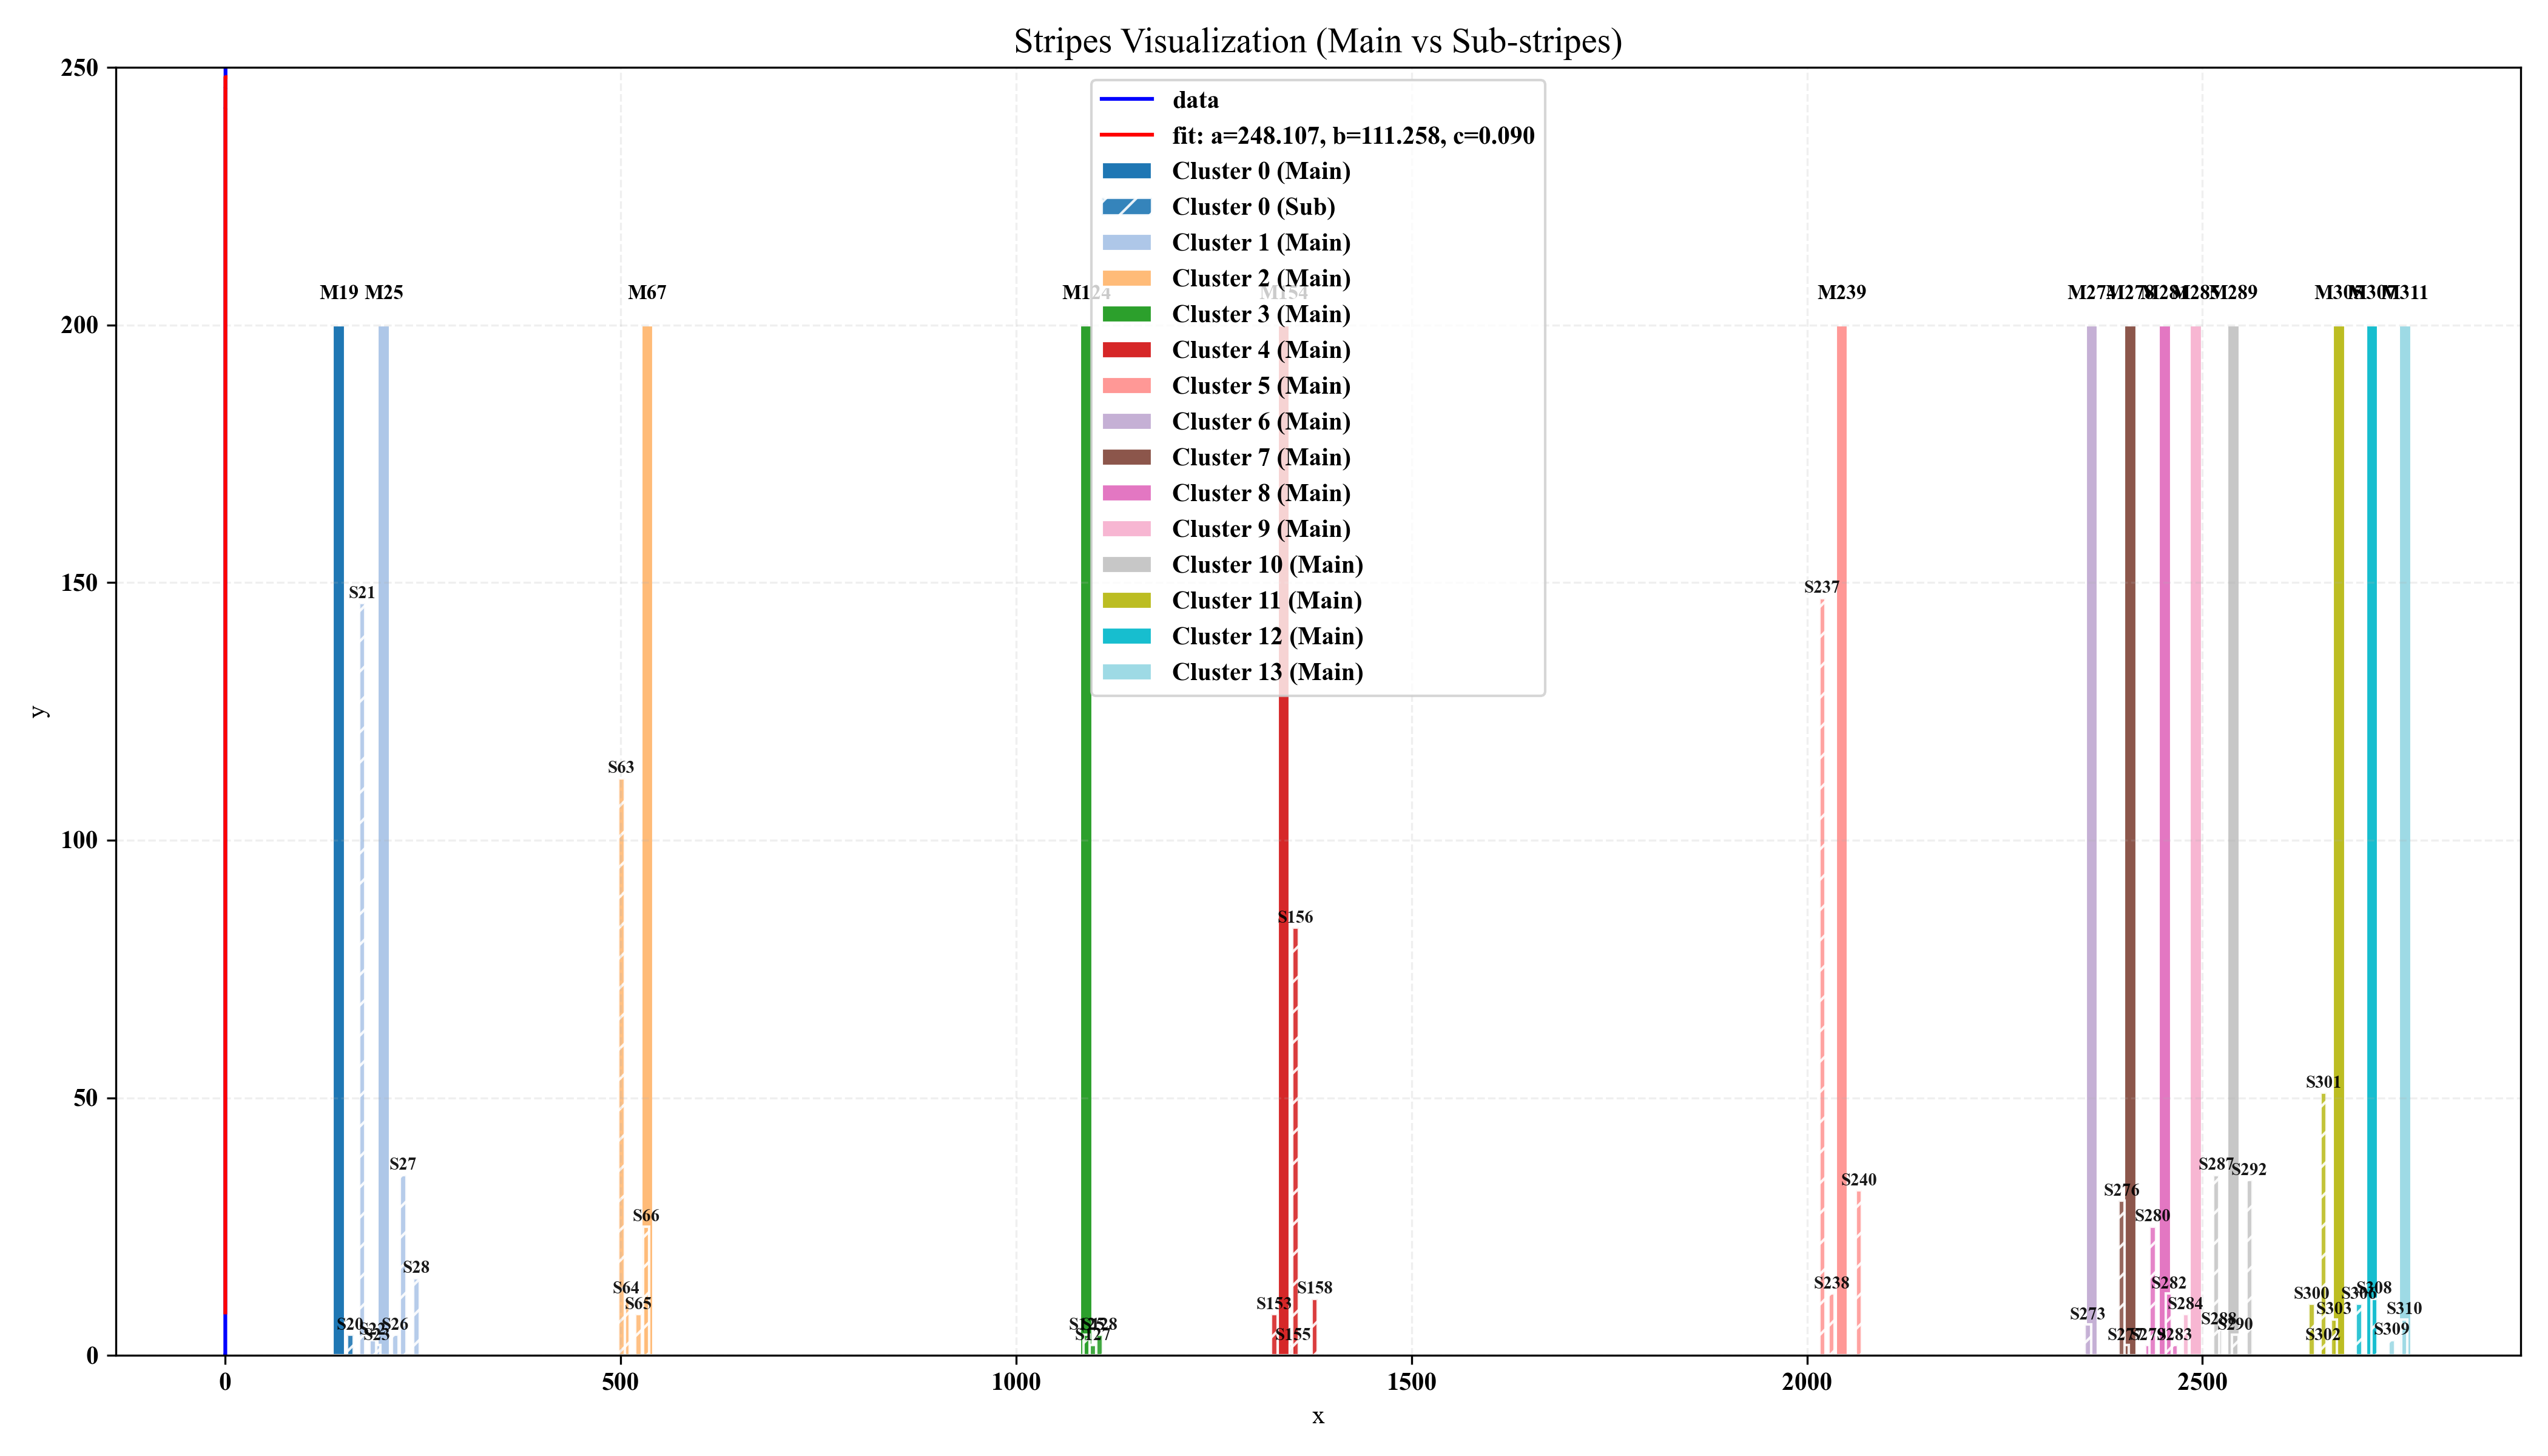 Stripes Visualization (Main vs Sub-stripes)
250
data
fit: a=248.107, b=111.258, c=0.090
Cluster 0 (Main)
Cluster 0 (Sub)
Cluster 1 (Main)
Cluster 2 (Main)
Cluster 3 (Main)
Cluster 4 (Main)
Cluster 5 (Main)
Cluster 6 (Main)
Cluster 7 (Main)
Cluster 8 (Main)
Cluster 9 (Main)
Cluster 10 (Main)
Cluster 11 (Main)
Cluster 12 (Main)
Cluster 13 (Main)
M19 M25 M67 M124 M154 M239 M289 M311
200
S21 S237
150
S63
100
S156
S301
50
S27 S287 S292
S240
S276
S66 S280
S28
S64 S158 S238 S282 S300 S308
S65 S153 S284 S303 S310
S273
S20 S26 S128 S288 S290 S309
S127 S155 S283 S302
0
y
0 500 1000 1500 2000 2500
x